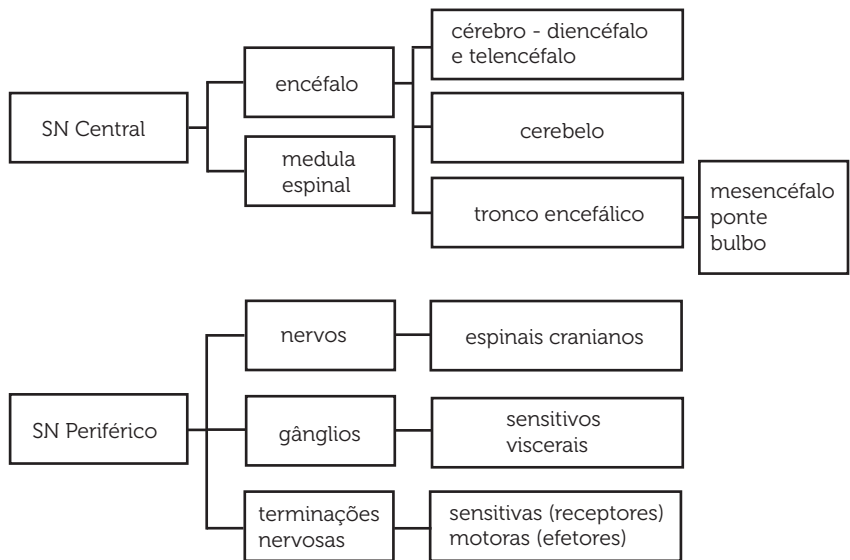 cérebro - diencéfalo
e telencéfalo
encéfalo
SN Central
cerebelo
medula
espinal
tronco encefálico
mesencéfalo
ponte
bulbo
nervos
espinais cranianos
SN Periférico
gânglios
sensitivos
viscerais
terminações
nervosas
sensitivas (receptores)
motoras (efetores)